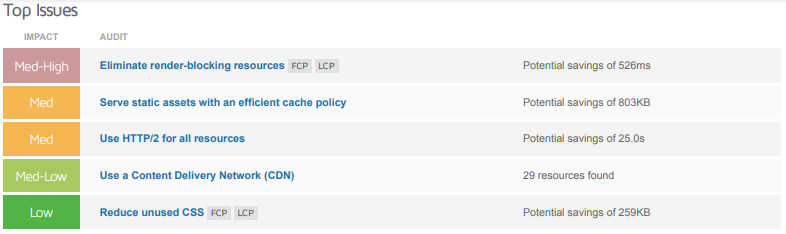 Top Issues
IMPACT AUDIT
Med-High Eliminate render-blocking resources FCP LCP Potential savings of 526ms
Med Serve static assets with an efficient cache policy Potential savings of 803KB
Med Use HTTP/2 for all resources Potential savings of 25.0s
Med-Low Use a Content Delivery Network (CDN) 29 resources found
Low Reduce unused CSS FCP LCP Potential savings of 259KB